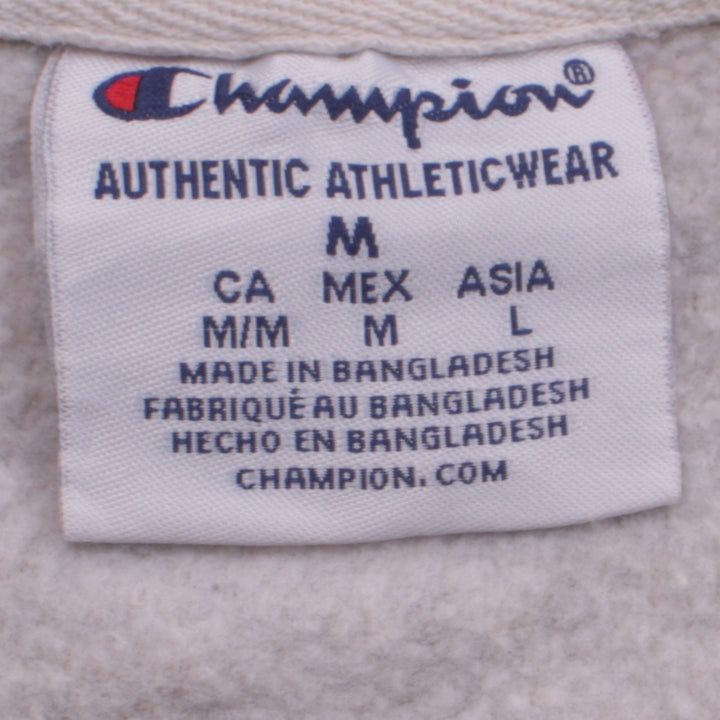 Champion®
AUTHENTIC ATHLETICWEAR
M
CA MEX ASIA
M/M M L
MADE IN BANGLADESH
FABRIQUÉ AU BANGLADESH
HECHO EN BANGLADESH
CHAMPION.COM